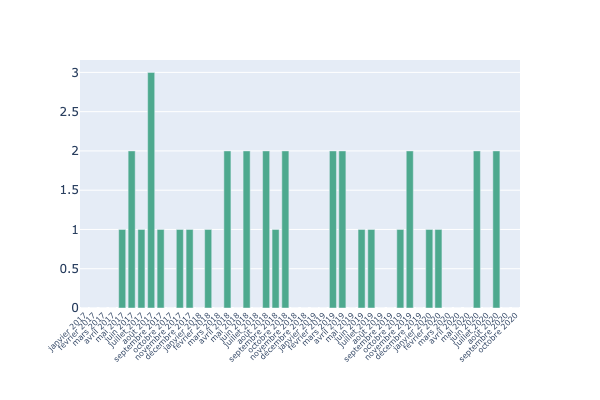 3
2.5
2
1.5
1
0.5
0
janvier 2017
février 2017
mars 2017
avril 2017
mai 2017
juin 2017
juillet 2017
août 2017
septembre 2017
octobre 2017
novembre 2017
décembre 2017
janvier 2018
février 2018
mars 2018
avril 2018
mai 2018
juin 2018
juillet 2018
août 2018
septembre 2018
octobre 2018
novembre 2018
décembre 2018
janvier 2019
février 2019
mars 2019
avril 2019
mai 2019
juin 2019
juillet 2019
août 2019
septembre 2019
octobre 2019
novembre 2019
décembre 2019
janvier 2020
février 2020
mars 2020
avril 2020
mai 2020
juin 2020
juillet 2020
août 2020
septembre 2020
octobre 2020